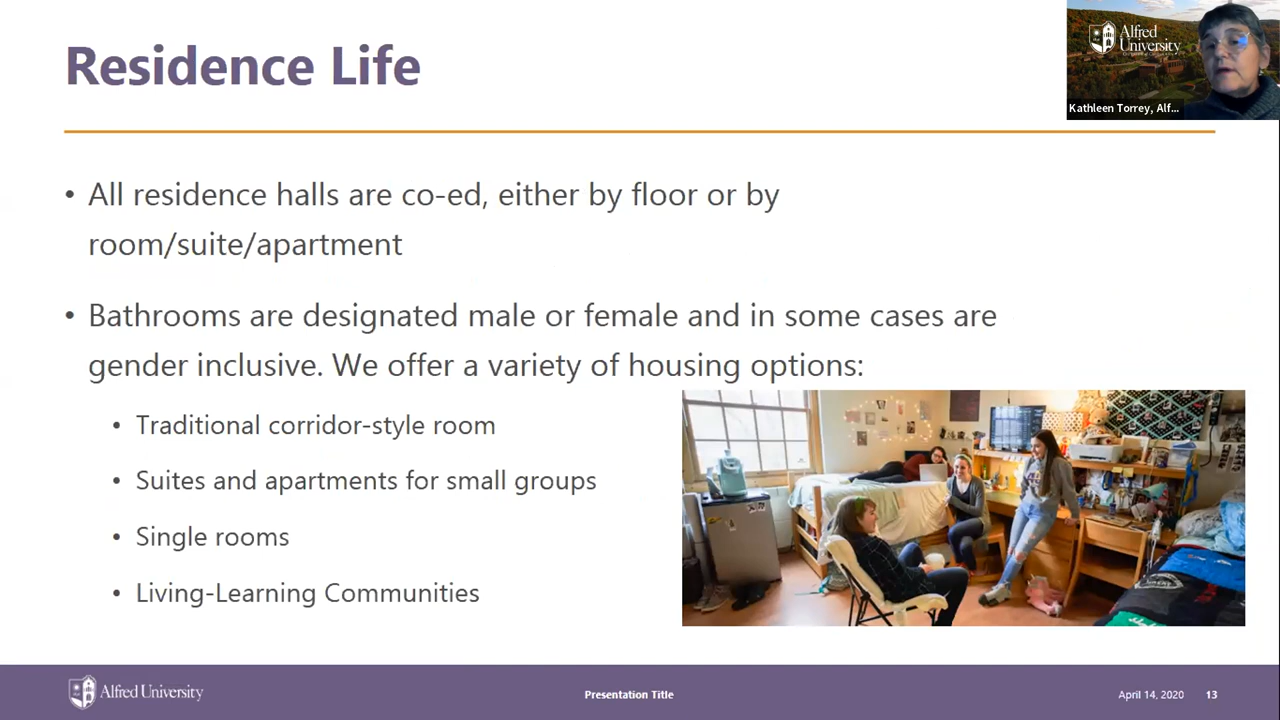 Residence Life
Alfred
University
Kathleen Torrey, Alf...
• All residence halls are co-ed, either by floor or by
room/suite/apartment
• Bathrooms are designated male or female and in some cases are
gender inclusive. We offer a variety of housing options:
• Traditional corridor-style room
• Suites and apartments for small groups
• Single rooms
• Living-Learning Communities
Alfred University
Presentation Title
April 14, 2020
13